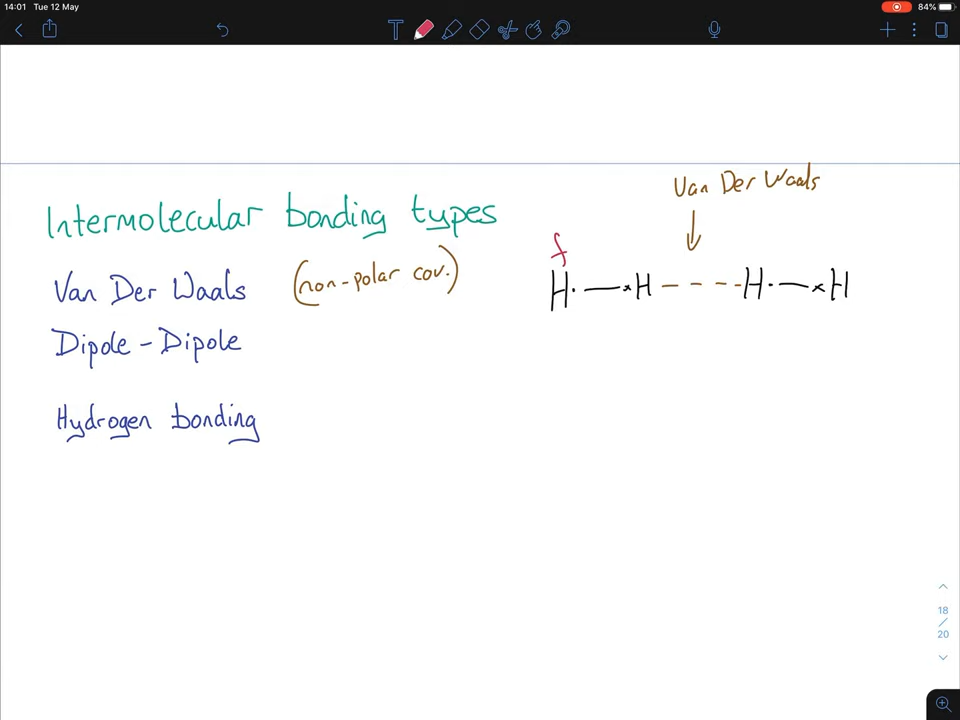 14:01 Tue 12 May
84%
T
Van Der Waals
Intermolecular bonding types
Van Der Waals (non-polar cov.)
H · — x H - - - - H · — x H
Dipole - Dipole
Hydrogen bonding
18
/
20